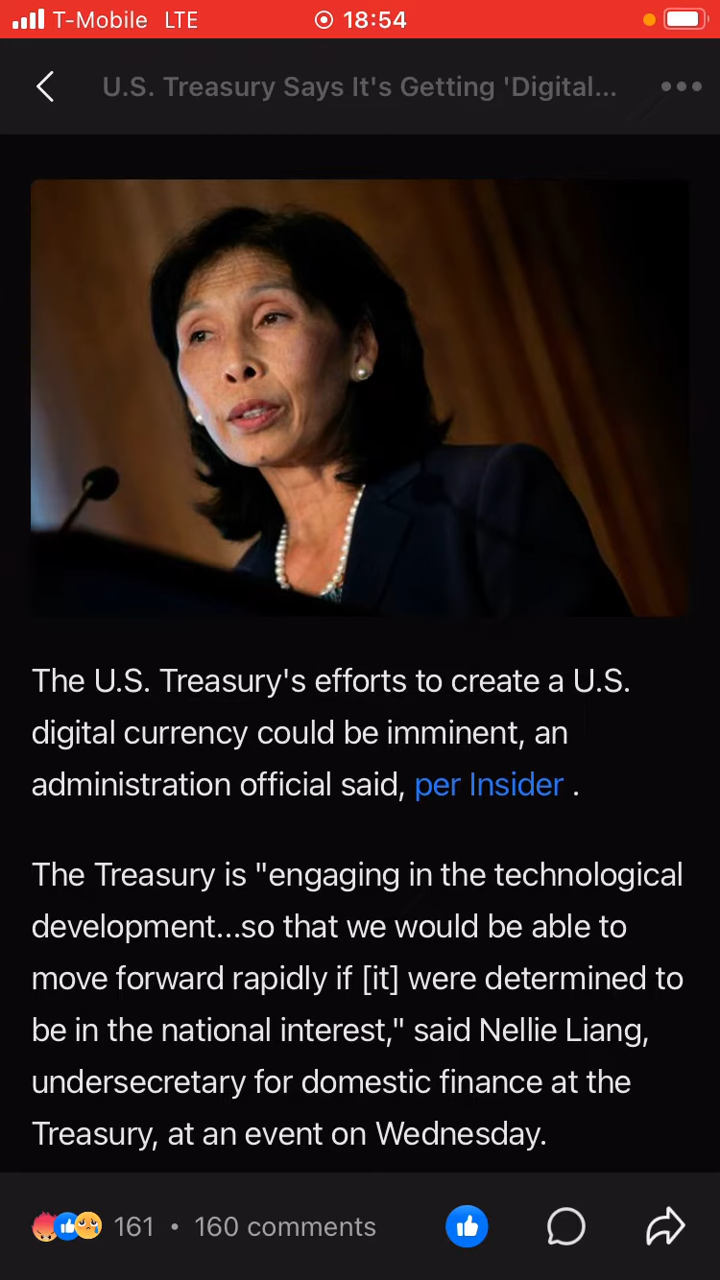 T-Mobile LTE 18:54
U.S. Treasury Says It's Getting 'Digital...
The U.S. Treasury's efforts to create a U.S.
digital currency could be imminent, an
administration official said, per Insider .
The Treasury is "engaging in the technological
development...so that we would be able to
move forward rapidly if [it] were determined to
be in the national interest," said Nellie Liang,
undersecretary for domestic finance at the
Treasury, at an event on Wednesday.
161 • 160 comments